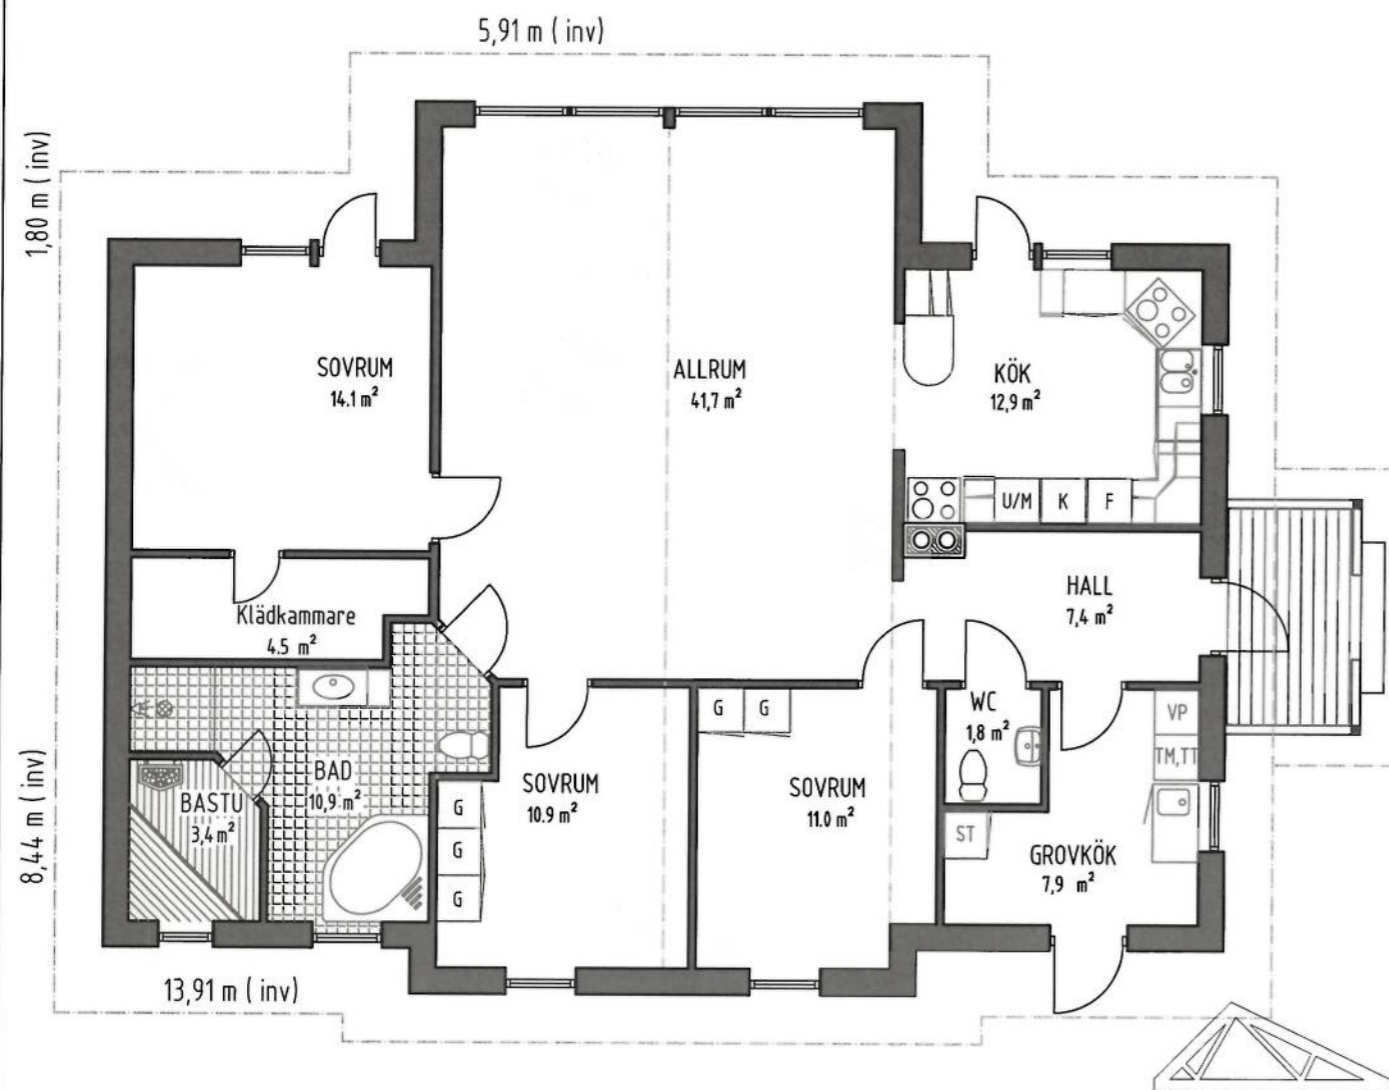 5,91 m ( inv)
1,80 m ( inv)
SOVRUM
14.1 m²
ALLRUM
41,7 m²
KÖK
12,9 m²
U/M
K
F
HALL
7,4 m²
Klädkammare
4.5 m²
G
G
WC
1,8 m²
VP
TM,TT
BAD
10,9 m²
BASTU
3,4 m²
SOVRUM
10.9 m²
G
G
G
SOVRUM
11.0 m²
ST
GROVKÖK
7,9 m²
8,44 m ( inv)
13,91 m ( inv)